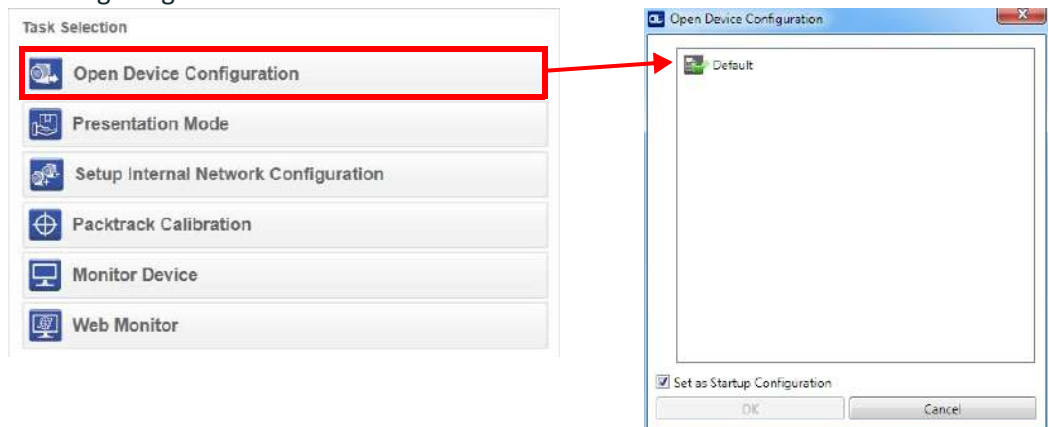 Task Selection
Open Device Configuration
Presentation Mode
Setup Internal Network Configuration
Packtrack Calibration
Monitor Device
Web Monitor
Open Device Configuration
Default
Set as Startup Configuration
OK
Cancel